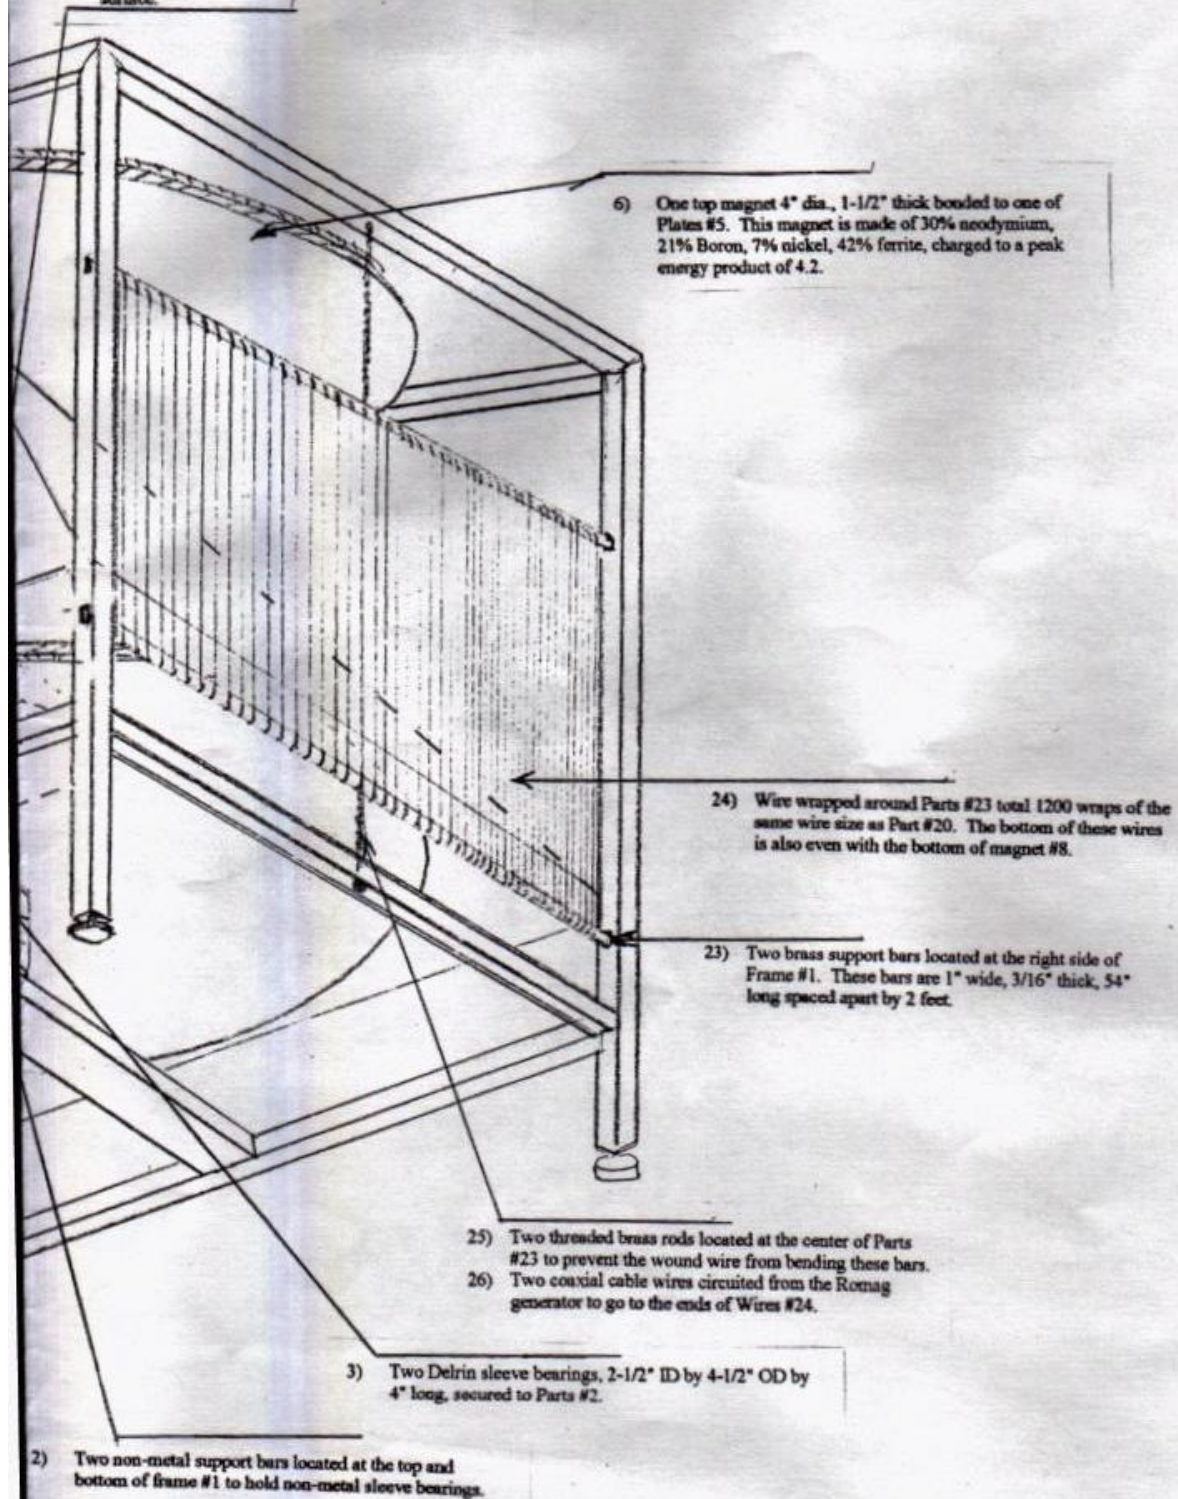 surface.
6) One top magnet 4" dia., 1-1/2" thick bonded to one of
Plates #5. This magnet is made of 30% neodymium,
21% Boron, 7% nickel, 42% ferrite, charged to a peak
energy product of 4.2.
24) Wire wrapped around Parts #23 total 1200 wraps of the
same wire size as Part #20. The bottom of these wires
is also even with the bottom of magnet #8.
23) Two brass support bars located at the right side of
Frame #1. These bars are 1" wide, 3/16" thick, 54"
long spaced apart by 2 feet.
25) Two threaded brass rods located at the center of Parts
#23 to prevent the wound wire from bending these bars.
26) Two coaxial cable wires circuited from the Romag
generator to go to the ends of Wires #24.
3) Two Delrin sleeve bearings, 2-1/2" ID by 4-1/2" OD by
4" long, secured to Parts #2.
2) Two non-metal support bars located at the top and
bottom of frame #1 to hold non-metal sleeve bearings.